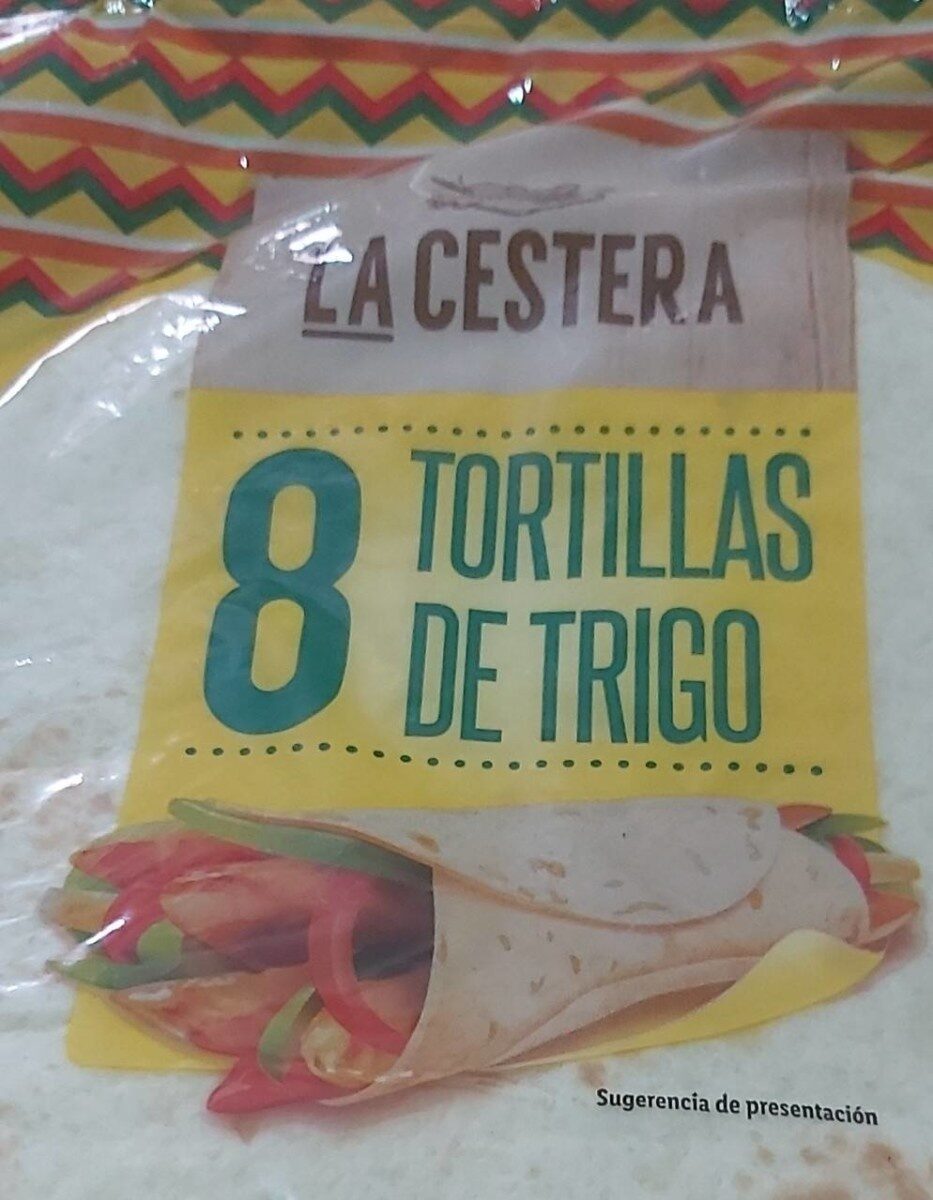 LA CESTERA
8 TORTILLAS
DE TRIGO
Sugerencia de presentación